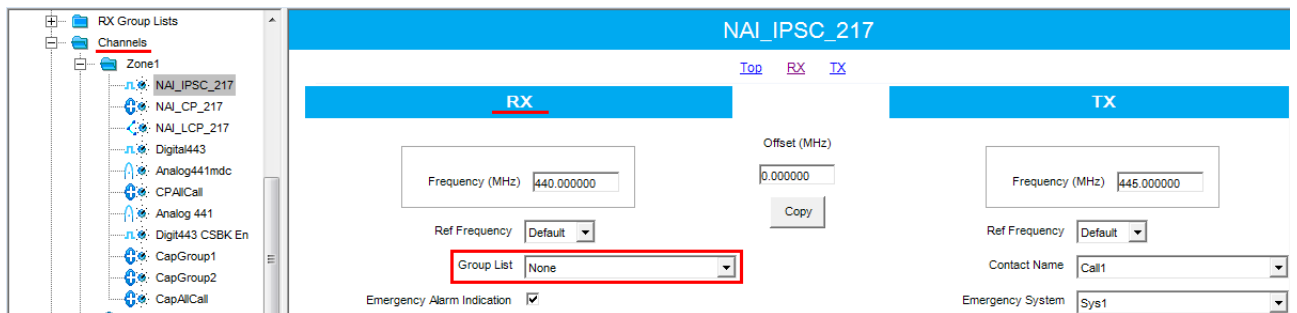 RX Group Lists
Channels
Zone1
NAI_IPSC_217
NAI_CP_217
NAI_LCP_217
Digital443
Analog441mdc
CPAllCall
Analog 441
Digit443 CSBK En
CapGroup1
CapGroup2
CapAllCall
NAI_IPSC_217
Top RX TX
RX
Frequency (MHz) 440.000000
Ref Frequency Default
Group List None
Emergency Alarm Indication
Offset (MHz)
0.000000
Copy
TX
Frequency (MHz) 445.000000
Ref Frequency Default
Contact Name Call1
Emergency System Sys1